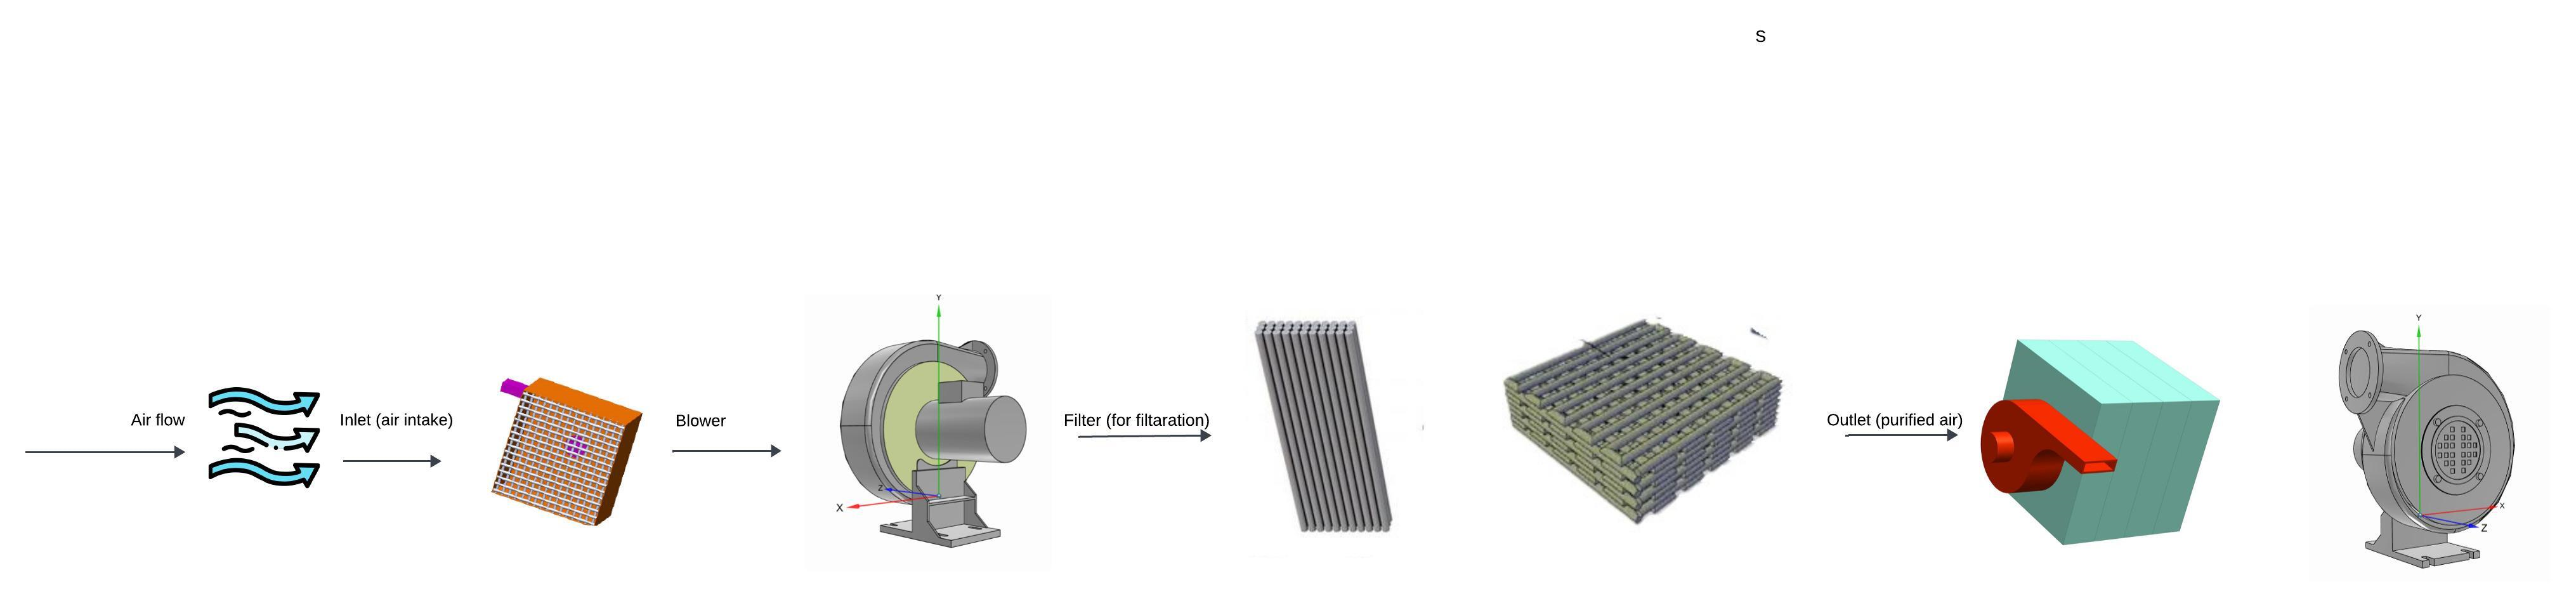 S
Air flow
Inlet (air intake)
Blower
Y
Z
X
Filter (for filtaration)
Outlet (purified air)
Y
X
Z